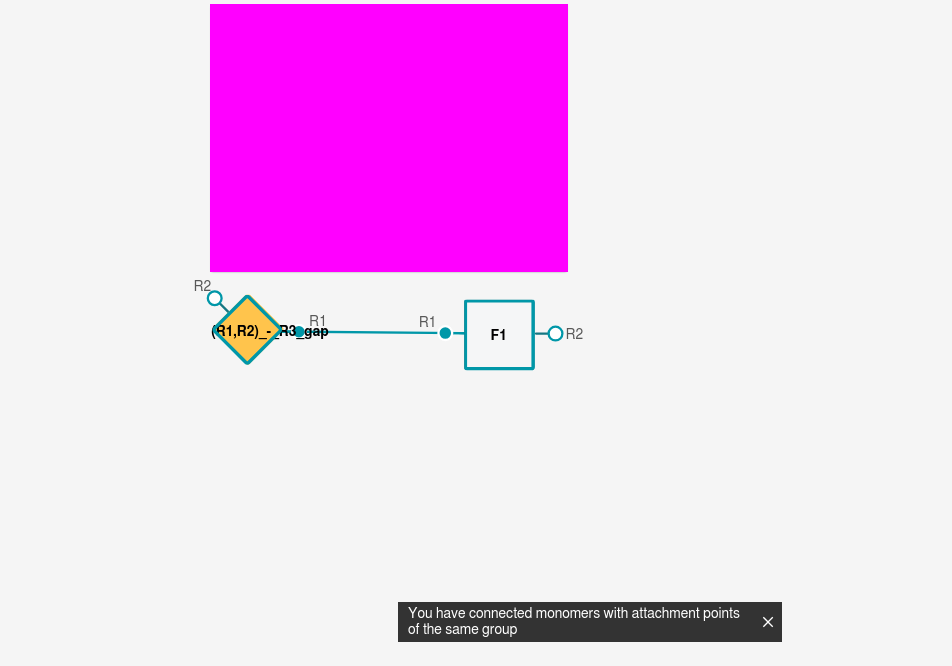 R2
R1
R1
(R1,R2)_-_R3_gap
F1
R2
You have connected monomers with attachment points
of the same group